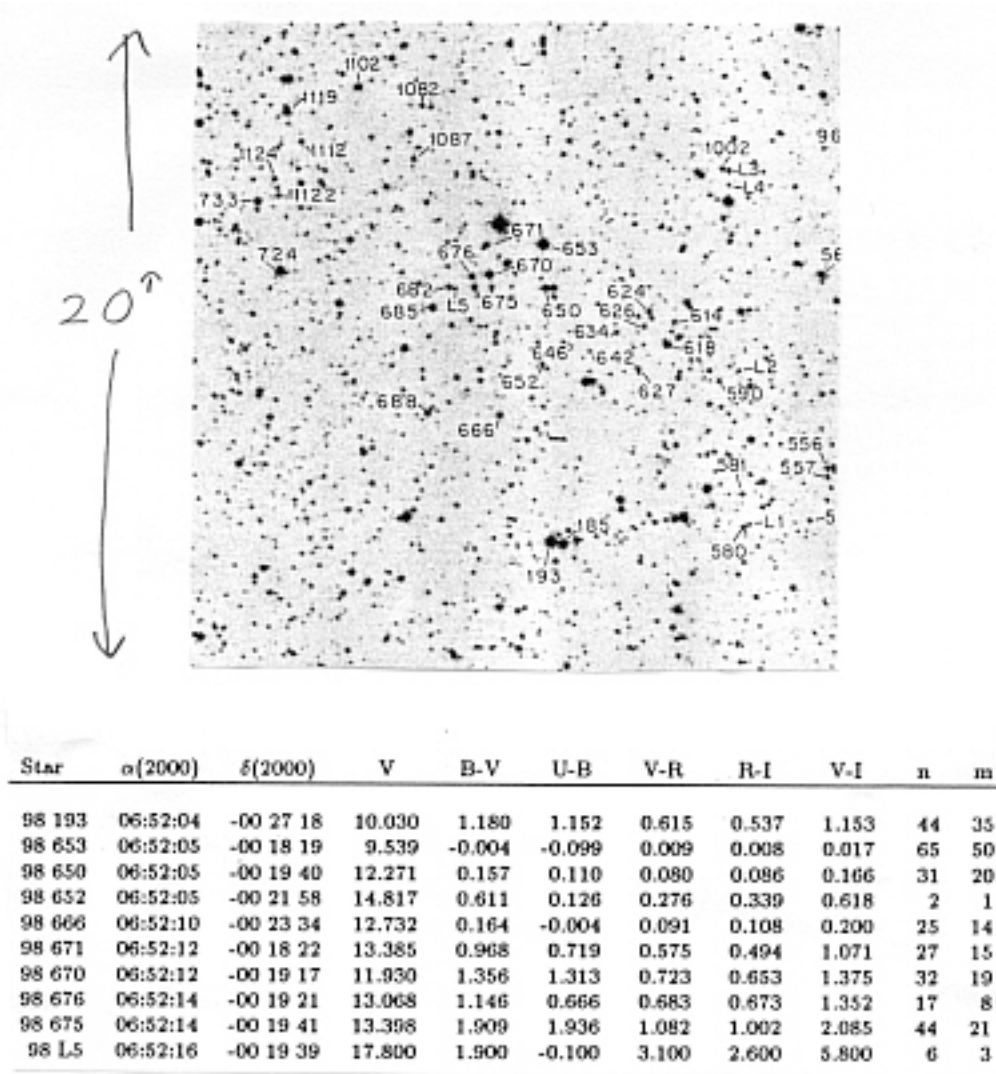 1102
1082
1119
1087
1112
1124
1002
96
L3
L4
1122
733
671
653
676
670
724
56
682
L5
675
650
624
685
626
614
634
618
646
642
L2
652
627
590
688
666
556
581
557
185
L1
5
580
193
20'
Star α(2000) δ(2000) V B-V U-B V-R R-I V-I n m
98 193 06:52:04 -00 27 18 10.030 1.180 1.152 0.615 0.537 1.153 44 35
98 653 06:52:05 -00 18 19 9.539 -0.004 -0.099 0.009 0.008 0.017 65 50
98 650 06:52:05 -00 19 40 12.271 0.157 0.110 0.080 0.086 0.166 31 20
98 652 06:52:05 -00 21 58 14.817 0.611 0.126 0.276 0.339 0.618 2 1
98 666 06:52:10 -00 23 34 12.732 0.164 -0.004 0.091 0.108 0.200 25 14
98 671 06:52:12 -00 18 22 13.385 0.968 0.719 0.575 0.494 1.071 27 15
98 670 06:52:12 -00 19 17 11.930 1.356 1.313 0.723 0.653 1.375 32 19
98 676 06:52:14 -00 19 21 13.068 1.146 0.666 0.683 0.673 1.352 17 8
98 675 06:52:14 -00 19 41 13.398 1.909 1.936 1.082 1.002 2.085 44 21
98 L5 06:52:16 -00 19 39 17.800 1.900 -0.100 3.100 2.600 5.800 6 3